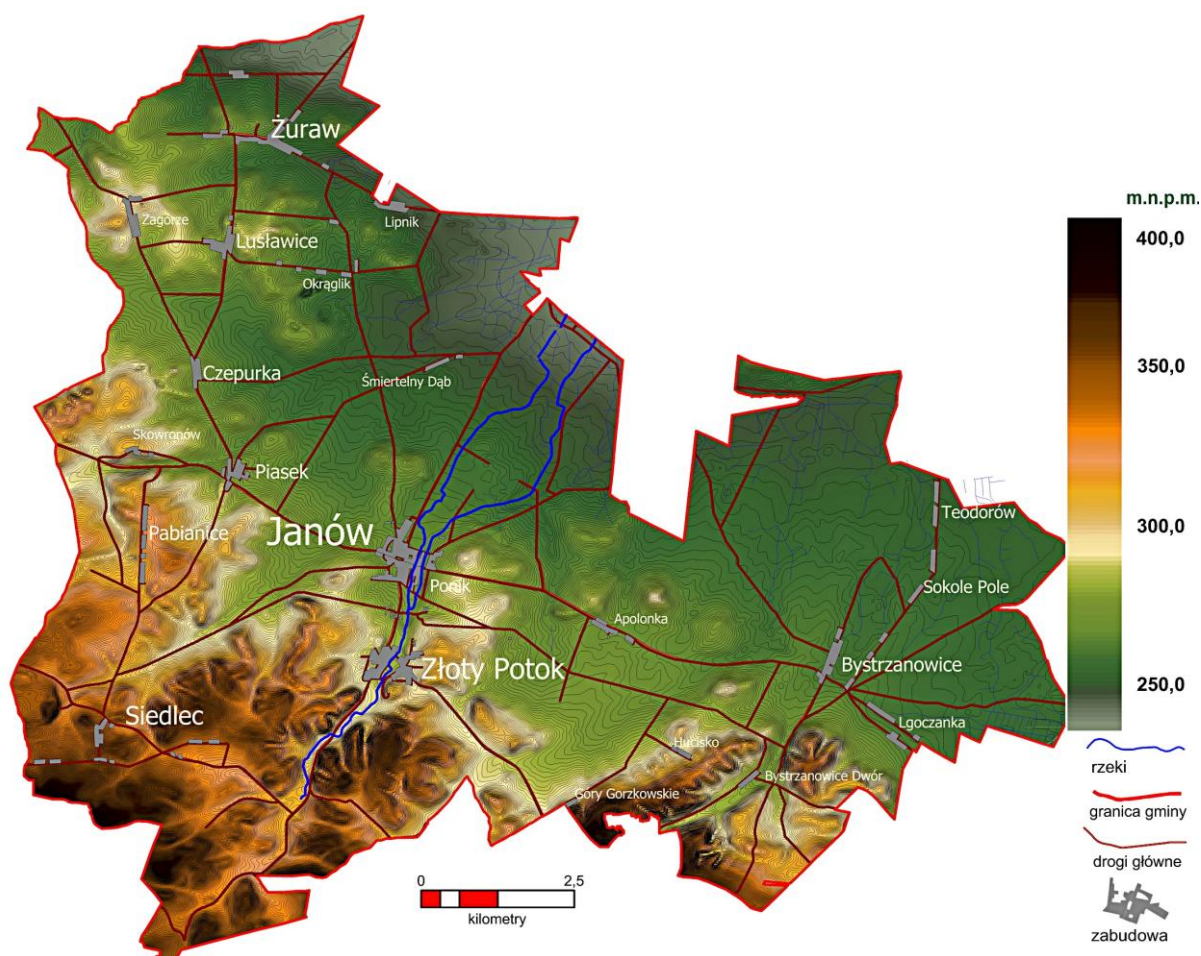 Żuraw
m.n.p.m.
Zagórze
Lipnik
400,0
Lusławice
Okrąglik
350,0
Czepurka
Śmiertelny Dąb
Skowronów
Piasek
Teodorów
300,0
Janów
Pabianice
Ponik
Sokole Pole
Apolonka
Złoty Potok
Bystrzanowice
250,0
Siedlec
Lgoczanka
Hucisko
rzeki
Bystrzanowice Dwór
Góry Gorzkowskie
granica gminy
drogi główne
0 2,5
kilometry
zabudowa